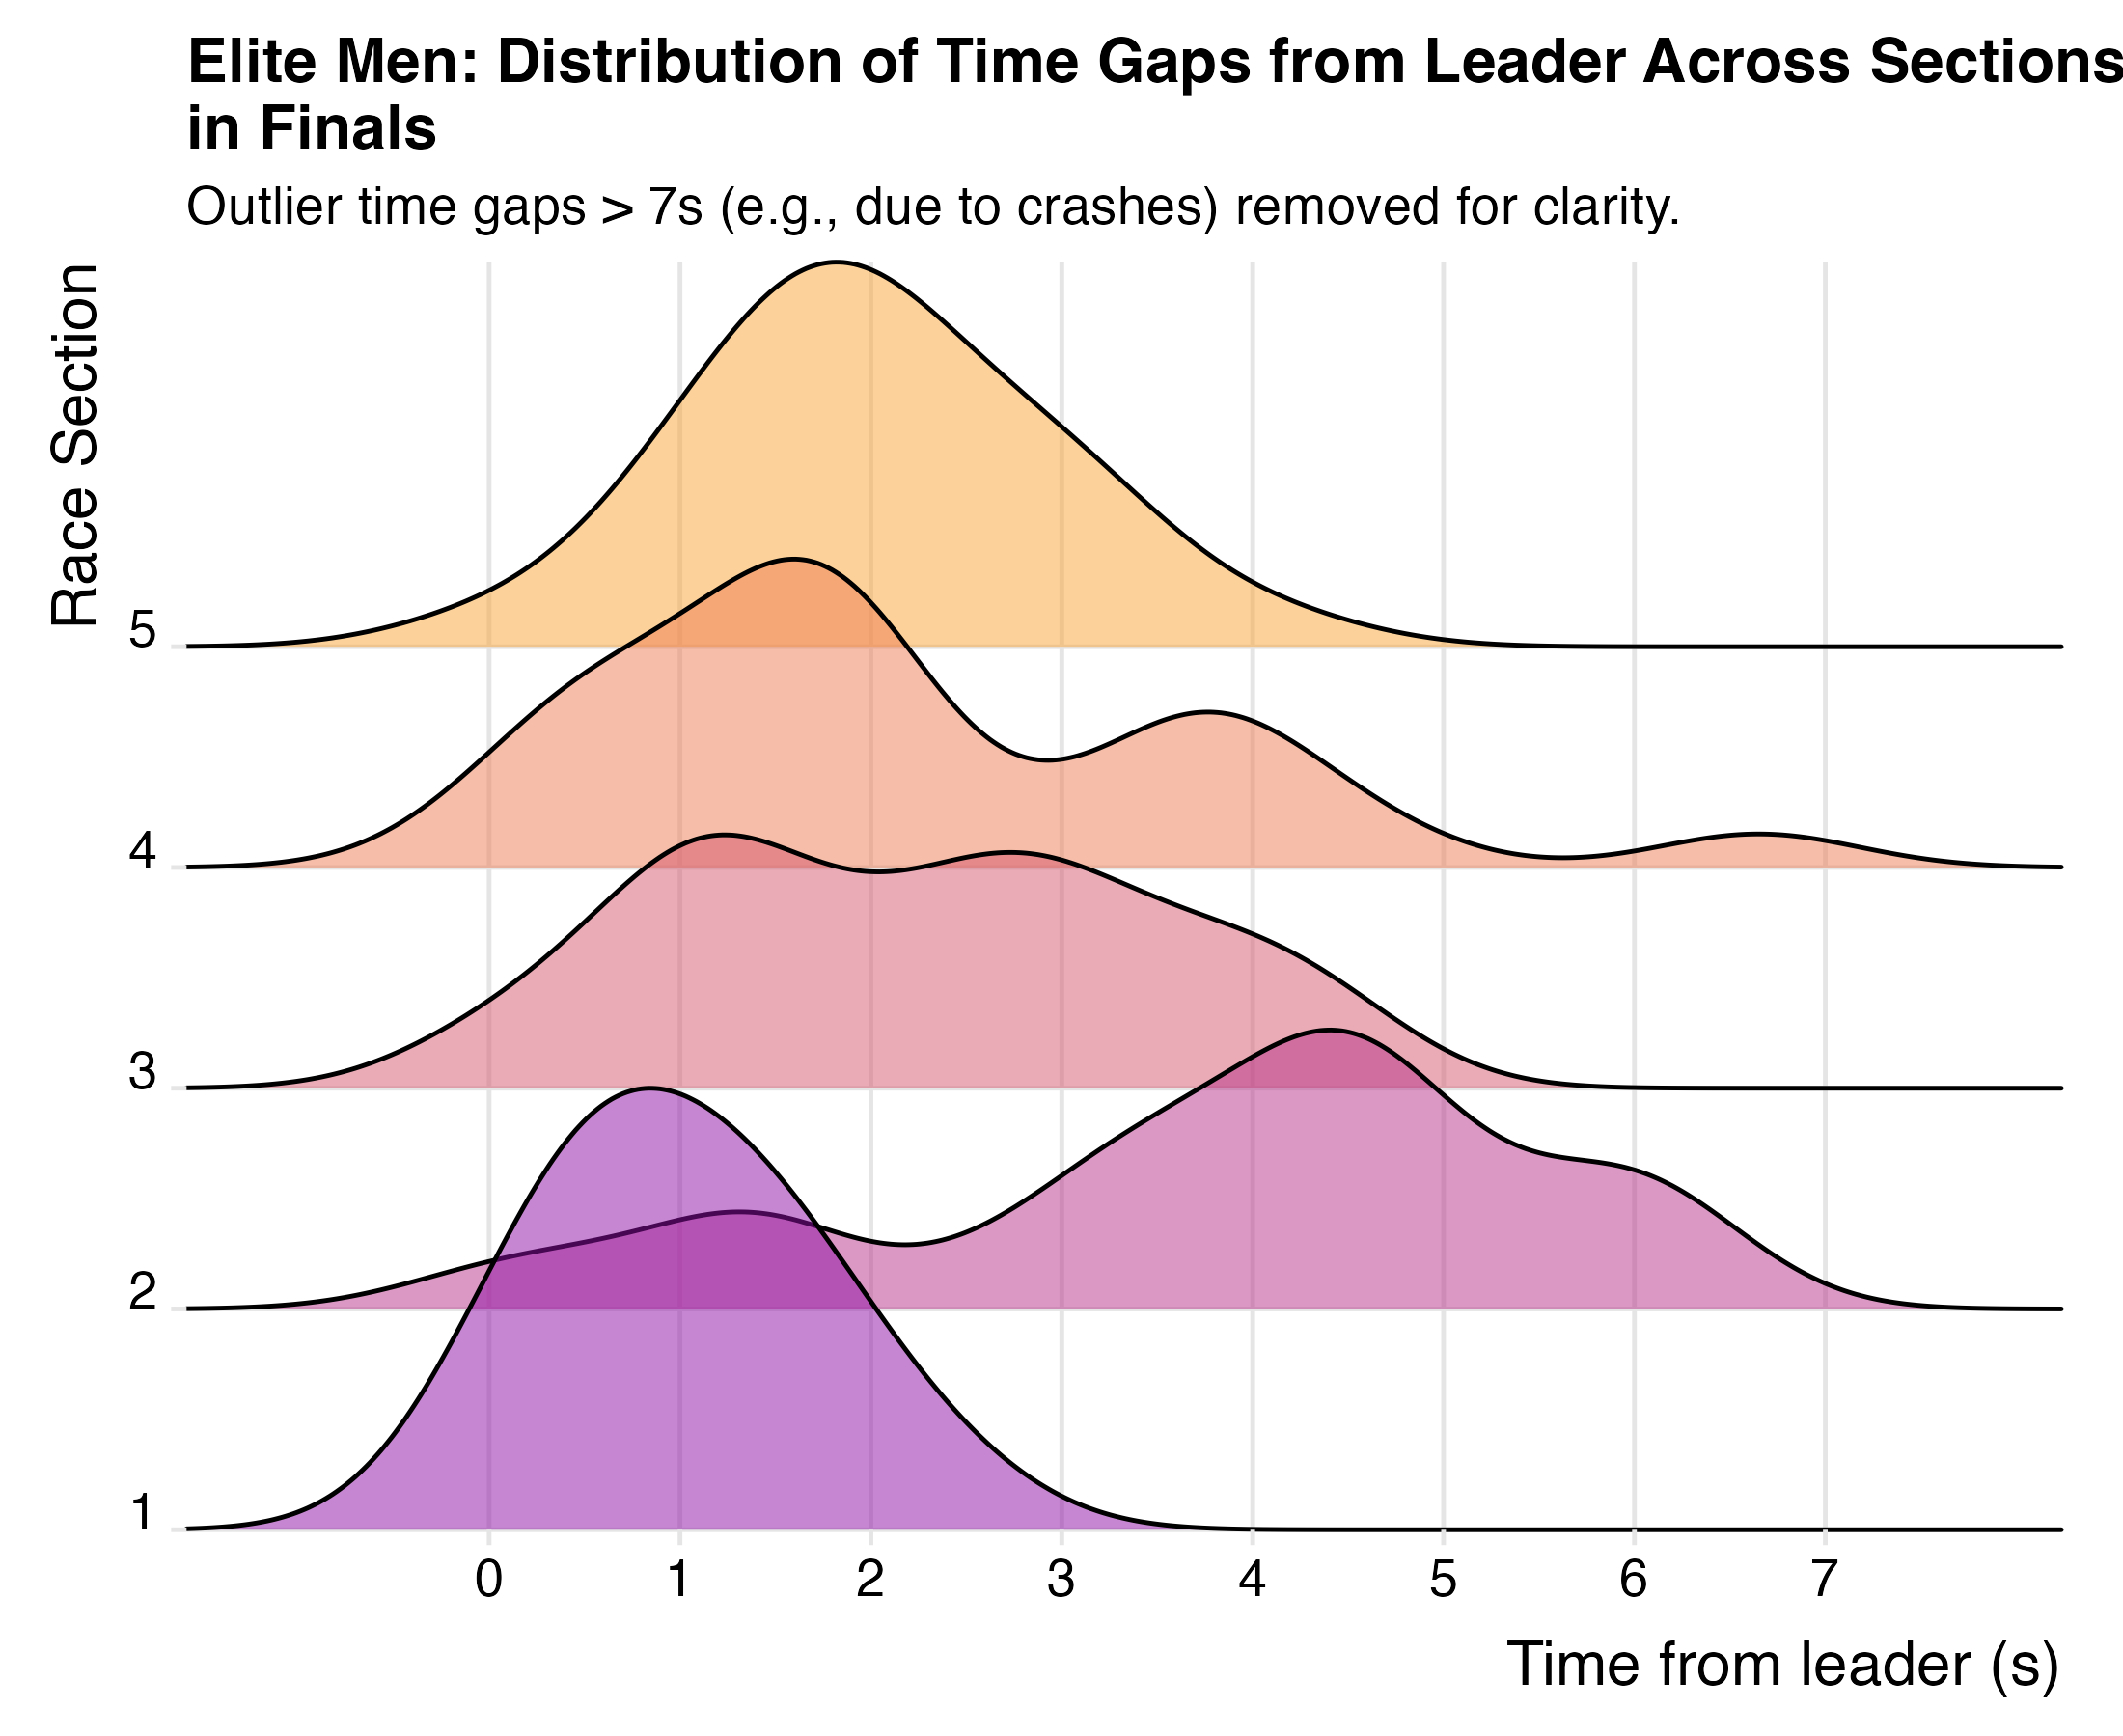 Elite Men: Distribution of Time Gaps from Leader Across Sections
in Finals
Outlier time gaps > 7s (e.g., due to crashes) removed for clarity.
Race Section
5
4
3
2
1
0 1 2 3 4 5 6 7
Time from leader (s)